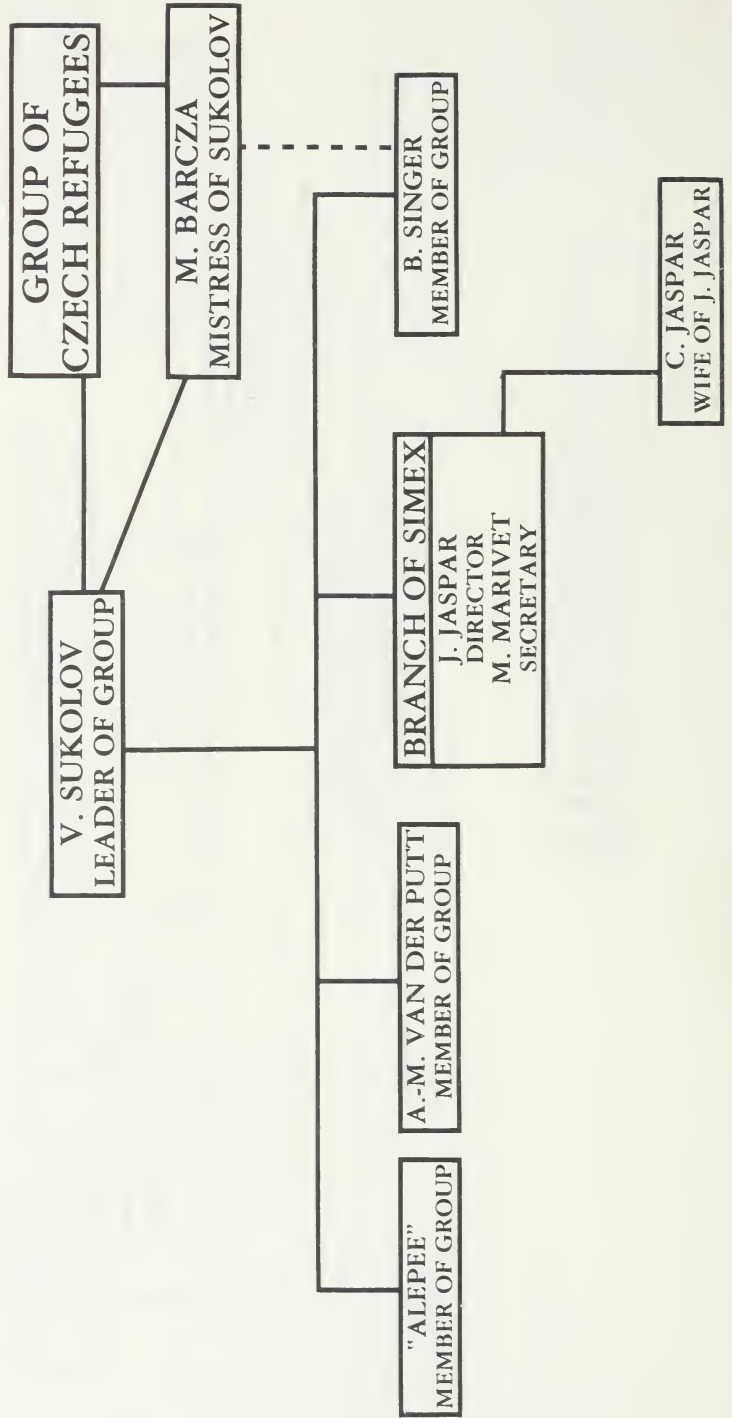 GROUP OF
CZECH REFUGEES
V. SUKOLOV
LEADER OF GROUP
M. BARCZA
MISTRESS OF SUKOLOV
"ALEPEE"
MEMBER OF GROUP
A.-M. VAN DER PUTT
MEMBER OF GROUP
BRANCH OF SIMEX
J. JASPAR
DIRECTOR
M. MARIVET
SECRETARY
B. SINGER
MEMBER OF GROUP
C. JASPAR
WIFE OF J. JASPAR